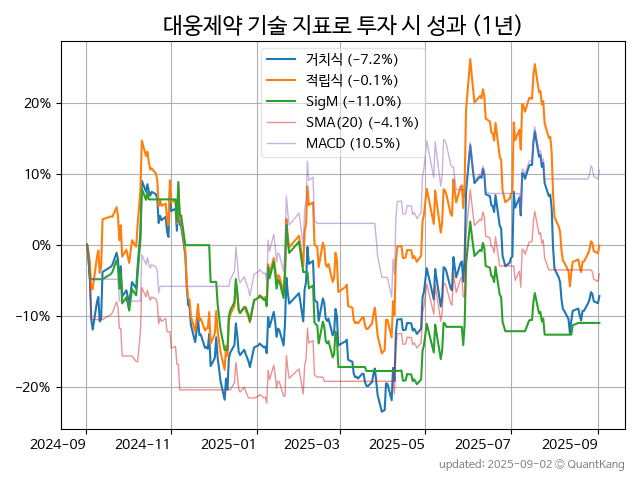 대웅제약 기술 지표로 투자 시 성과 (1년)
거치식 (−7.2%)
적립식 (−0.1%)
SigM (−11.0%)
SMA(20) (−4.1%)
MACD (10.5%)
20%
10%
0%
−10%
−20%
2024-09
2024-11
2025-01
2025-03
2025-05
2025-07
2025-09
updated: 2025-09-02 © QuantKang